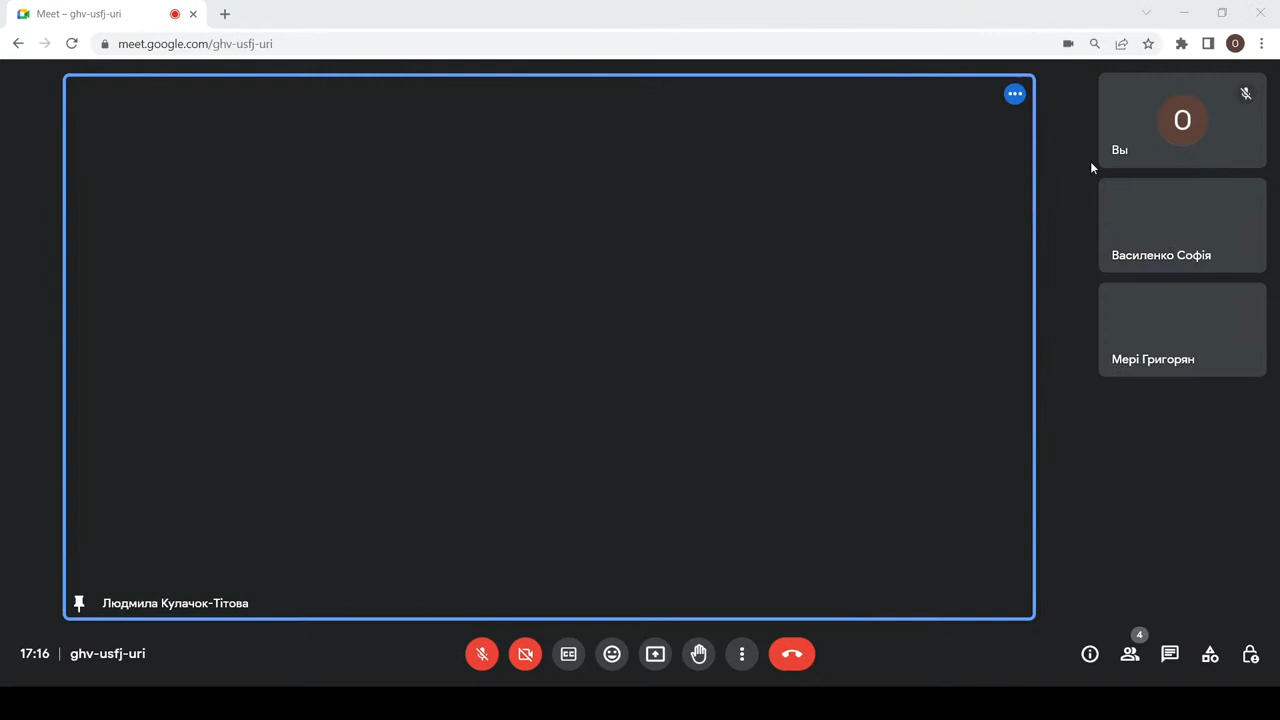 Meet – ghv-usfj-uri
meet.google.com/ghv-usfj-uri
O
O
Вы
Василенко Софія
Мері Григорян
Людмила Кулачок-Тітова
17:16 | ghv-usfj-uri
CC
4